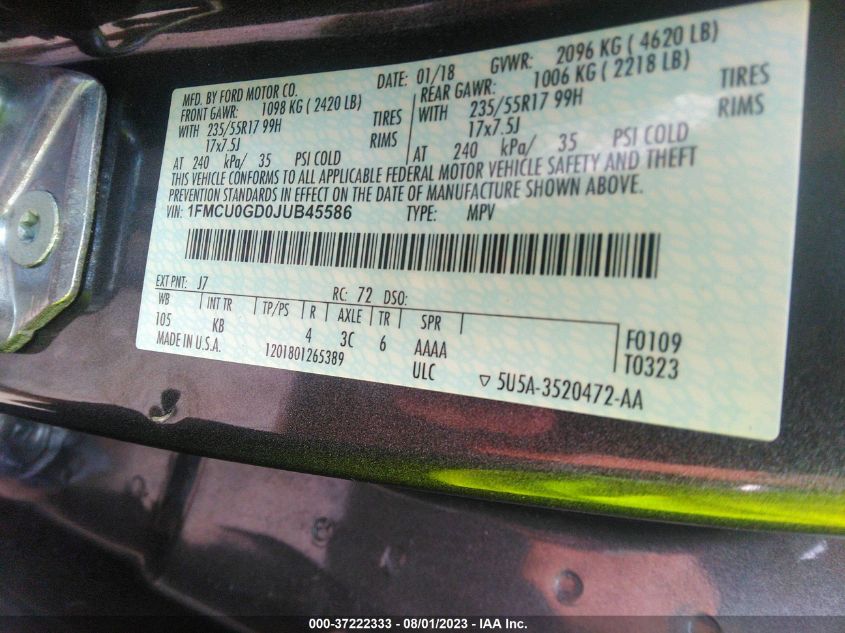 MFD. BY FORD MOTOR CO. DATE: 01/18 GVWR: 2096 KG ( 4620 LB)
FRONT GAWR: 1098 KG ( 2420 LB) REAR GAWR: 1006 KG ( 2218 LB)
WITH 235/55R17 99H TIRES WITH 235/55R17 99H TIRES
17x7.5J RIMS 17x7.5J RIMS
AT 240 kPa/ 35 PSI COLD AT 240 kPa/ 35 PSI COLD
THIS VEHICLE CONFORMS TO ALL APPLICABLE FEDERAL MOTOR VEHICLE SAFETY AND THEFT
PREVENTION STANDARDS IN EFFECT ON THE DATE OF MANUFACTURE SHOWN ABOVE.
VIN: 1FMCU0GD0JUB45586 TYPE: MPV
EXT PNT: J7 RC: 72 DSO:
WB INT TR TP/PS R AXLE TR SPR
105 KB 4 3C 6 AAAA F0109
MADE IN U.S.A. 1201801265389 ULC T0323
▽ 5U5A-3520472-AA
000-37222333 - 08/01/2023 - IAA Inc.